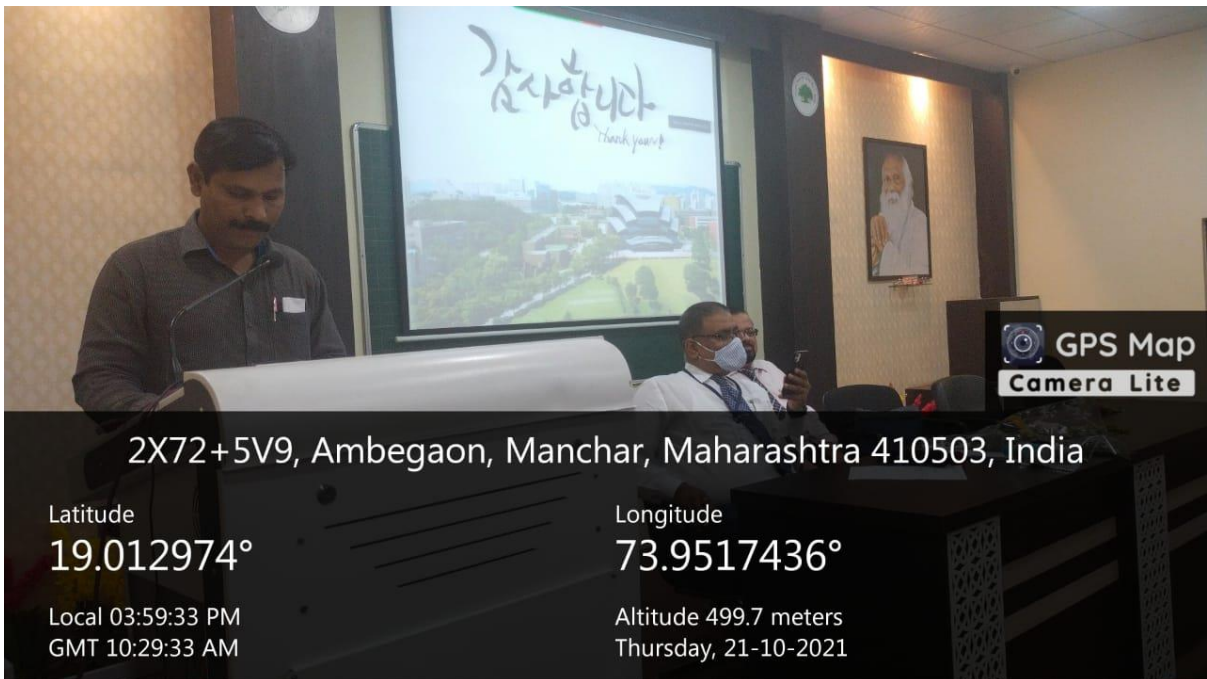 감사합니다
Thank you
GPS Map
Camera Lite
2X72+5V9, Ambegaon, Manchar, Maharashtra 410503, India
Latitude
19.012974°
Longitude
73.9517436°
Local 03:59:33 PM
GMT 10:29:33 AM
Altitude 499.7 meters
Thursday, 21-10-2021